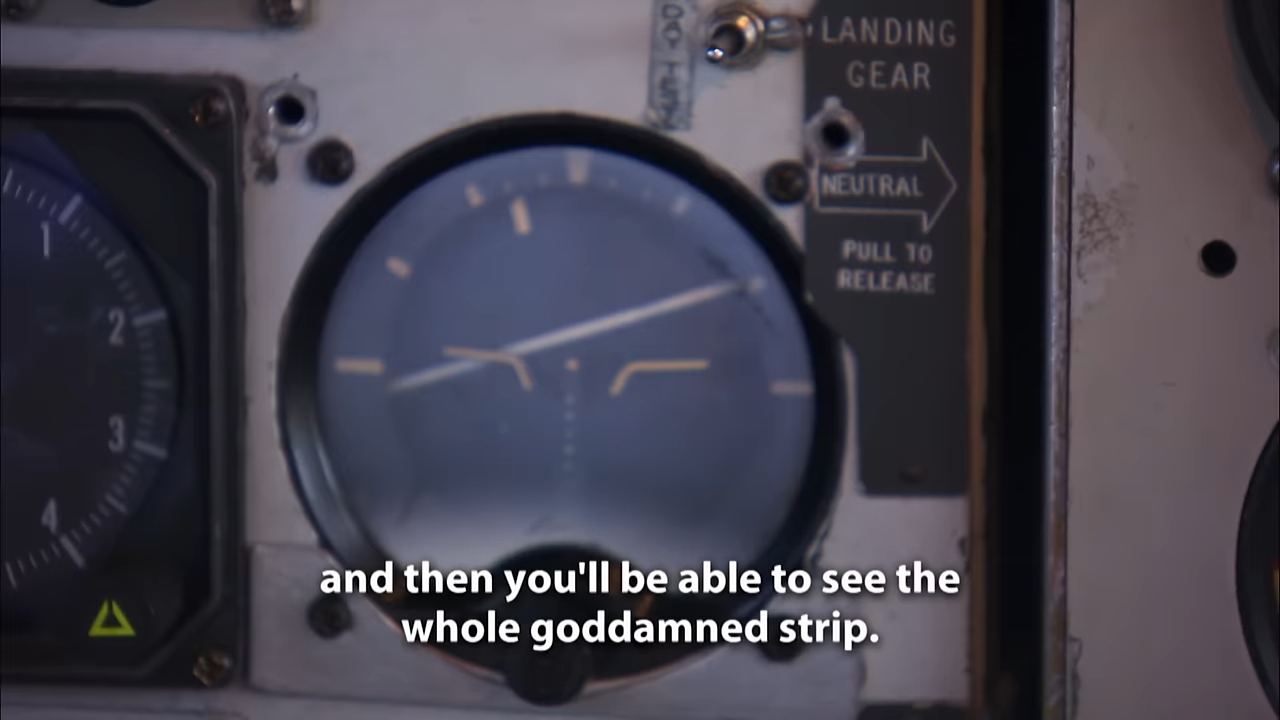 LANDING
GEAR
NEUTRAL
PULL TO
RELEASE
1
2
3
4
and then you'll be able to see the
whole goddamned strip.